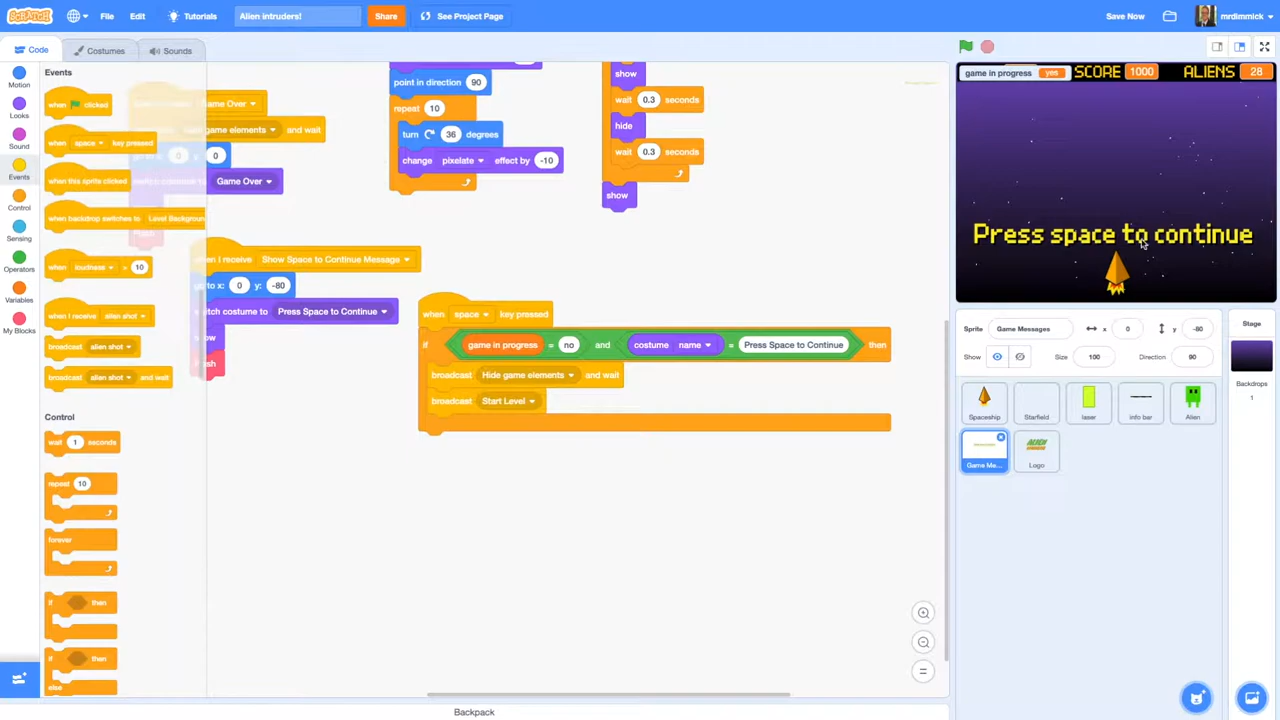 SCRATCH
File
Edit
Tutorials
Alien intruders!
Share
See Project Page
Save Now
mrdimmick
Code
Costumes
Sounds
Motion
Looks
Sound
Events
Control
Sensing
Operators
Variables
My Blocks
Events
when clicked
when space key pressed
when this sprite clicked
when backdrop switches to Level Backgroun
when loudness > 10
when I receive alien shot
broadcast alien shot
broadcast alien shot and wait
Control
wait 1 seconds
repeat 10
forever
if then
if then
else
Game Over
game elements and wait
0 0
Game Over
I receive Show Space to Continue Message
go to x: 0 y: -80
switch costume to Press Space to Continue
point in direction 90
repeat 10
turn 36 degrees
change pixelate effect by -10
show
wait 0.3 seconds
hide
wait 0.3 seconds
show
when space key pressed
if game in progress = no and costume name = Press Space to Continue then
broadcast Hide game elements and wait
broadcast Start Level
game in progress yes SCORE 1000 ALIENS 28
Press space to continue
Sprite Game Messages x 0 y -80
Show Size 100 Direction 90
Spaceship
Starfield
laser
info bar
Alien
Game Me...
Logo
Stage
Backdrops
1
Backpack